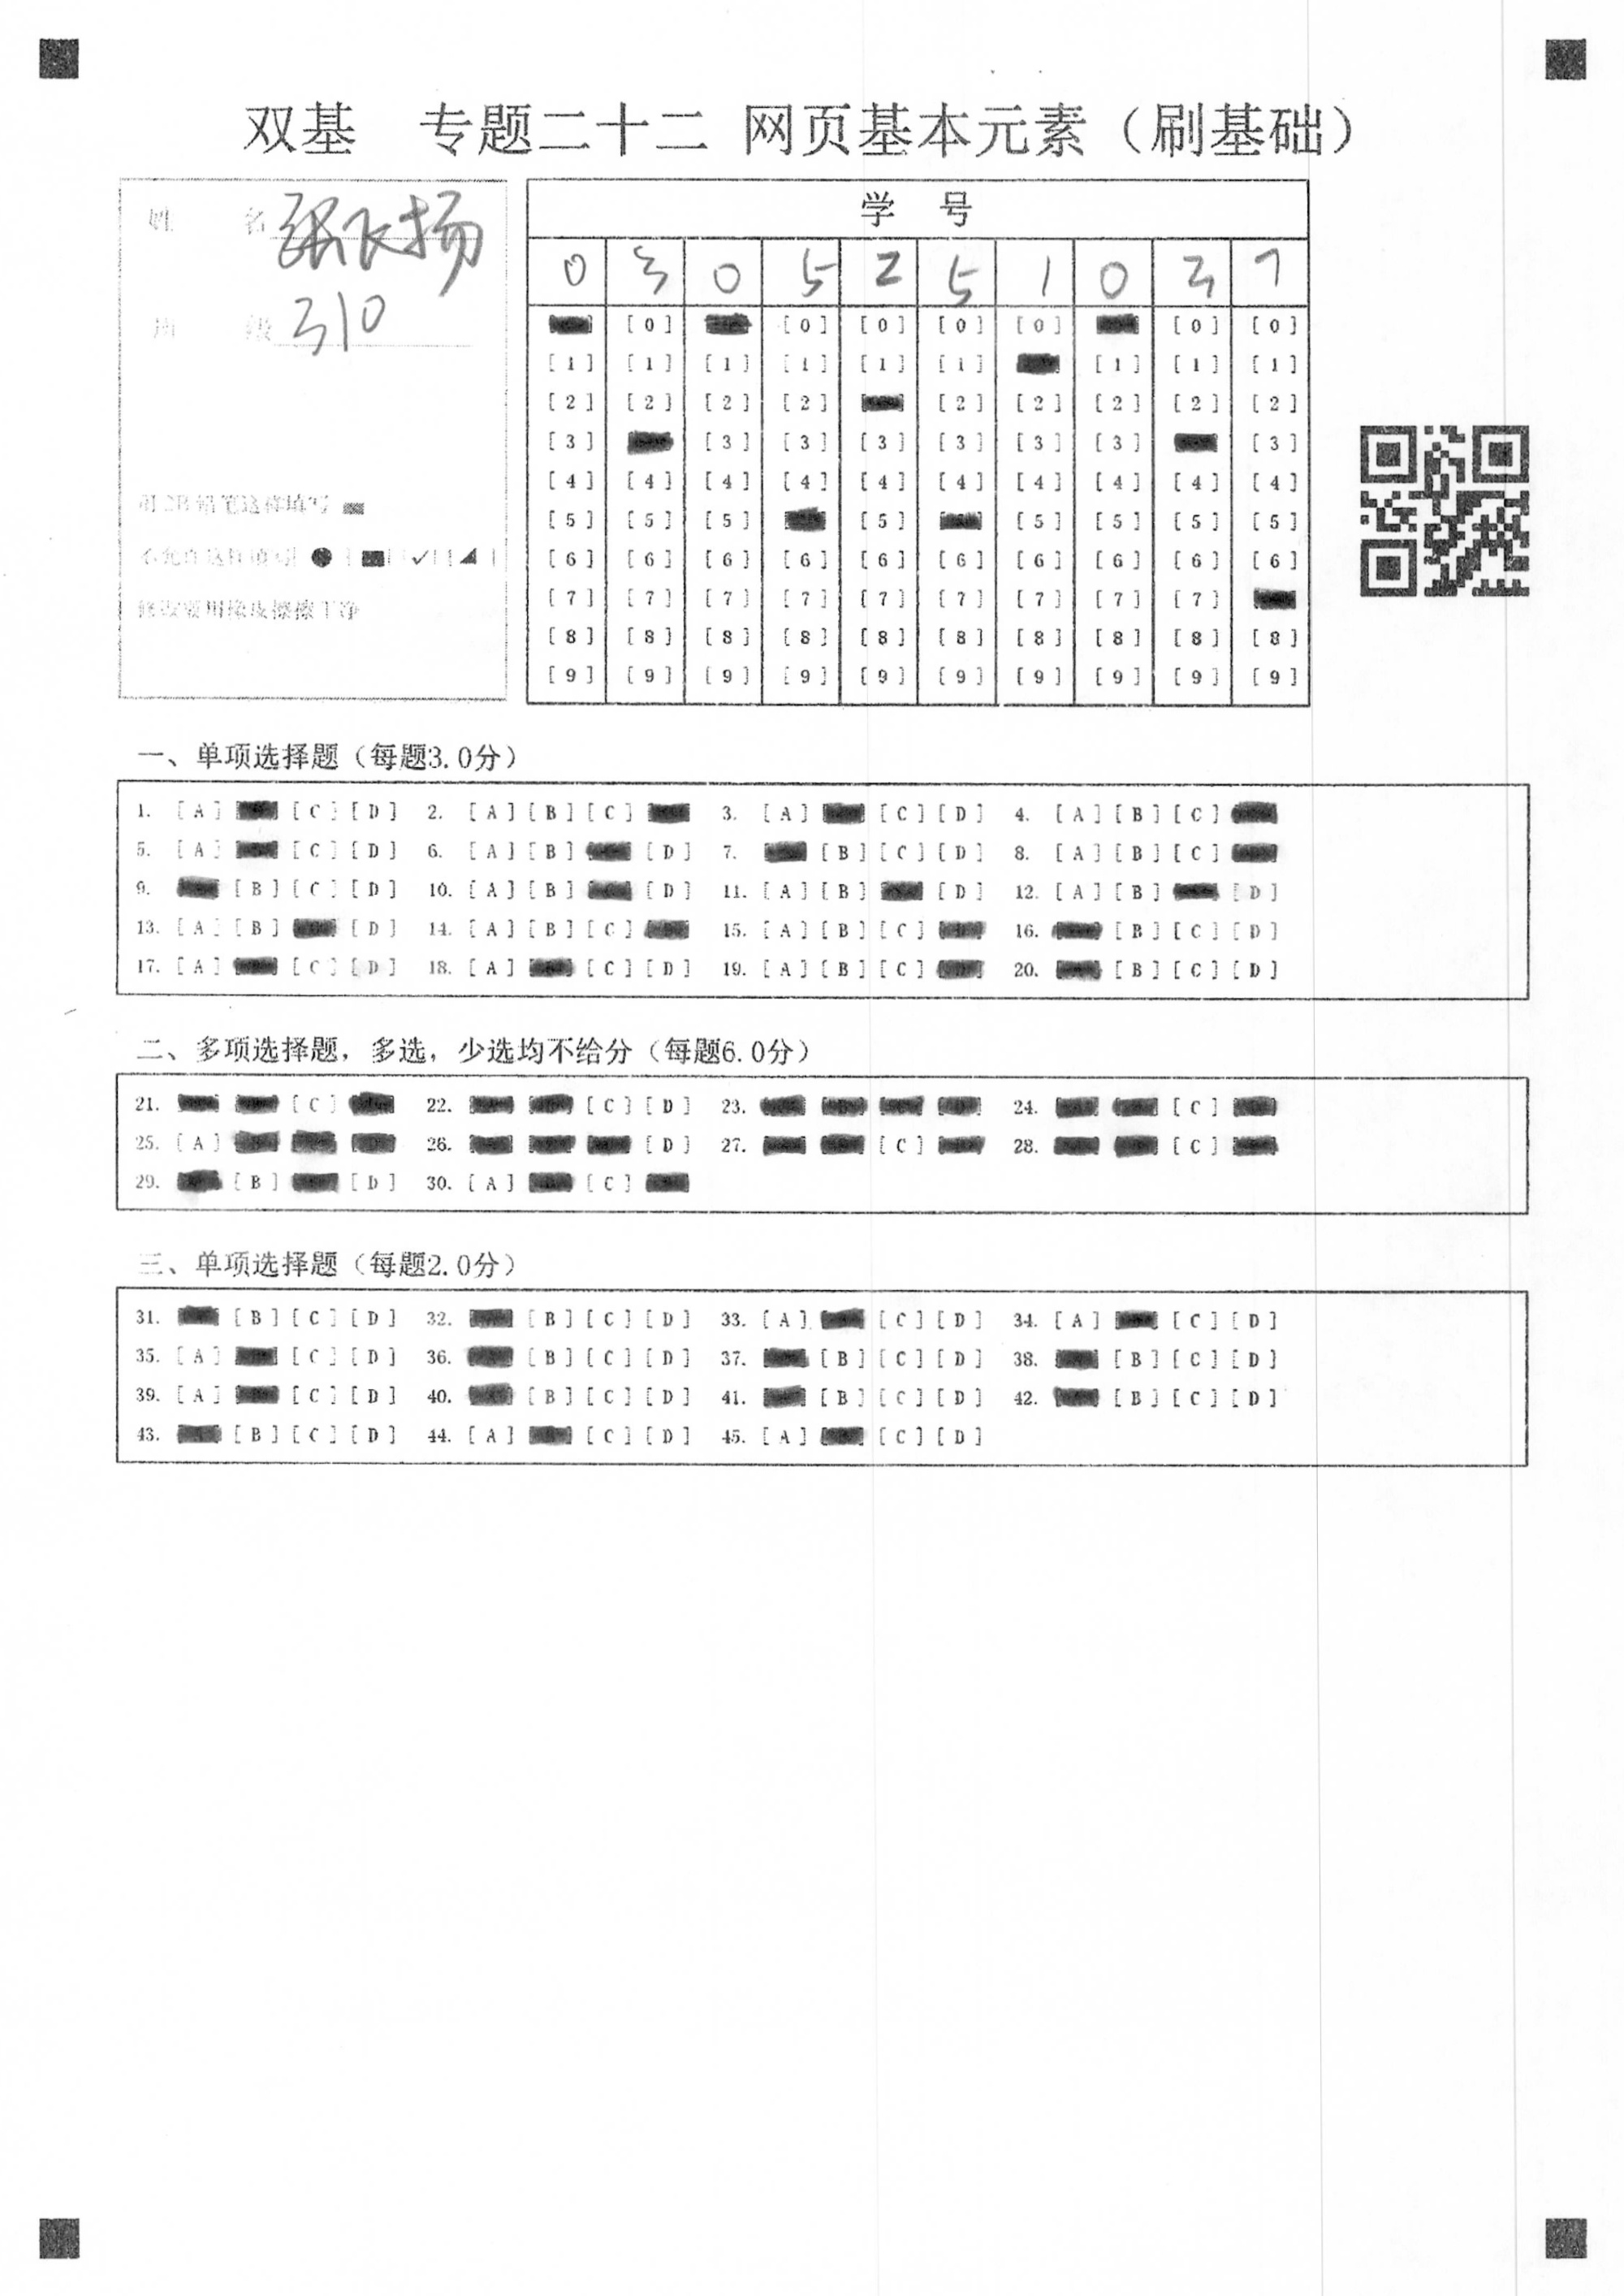 双基 专题二十二 网页基本元素（刷基础）
姓 名 张飞扬
班 级 310
用2B铅笔这样填写
不允许这样填写
修改要用橡皮擦擦干净
学 号
0 3 0 5 2 5 1 0 3 7
[0] [0] [0] [0] [0] [0] [0]
[1] [1] [1] [1] [1] [1] [1] [1] [1]
[2] [2] [2] [2] [2] [2] [2] [2] [2]
[3] [3] [3] [3] [3] [3] [3] [3]
[4] [4] [4] [4] [4] [4] [4] [4] [4] [4]
[5] [5] [5] [5] [5] [5] [5] [5]
[6] [6] [6] [6] [6] [6] [6] [6] [6] [6]
[7] [7] [7] [7] [7] [7] [7] [7] [7]
[8] [8] [8] [8] [8] [8] [8] [8] [8] [8]
[9] [9] [9] [9] [9] [9] [9] [9] [9] [9]
一、单项选择题（每题3.0分）
1. [A] [C] [D] 2. [A] [B] [C] 3. [A] [C] [D] 4. [A] [B] [C]
5. [A] [C] [D] 6. [A] [B] [D] 7. [B] [C] [D] 8. [A] [B] [C]
9. [B] [C] [D] 10. [A] [B] [D] 11. [A] [B] [D] 12. [A] [B] [D]
13. [A] [B] [D] 14. [A] [B] [C] 15. [A] [B] [C] 16. [B] [C] [D]
17. [A] [C] [D] 18. [A] [C] [D] 19. [A] [B] [C] 20. [B] [C] [D]
二、多项选择题，多选，少选均不给分（每题6.0分）
21. [C] 22. [C] [D] 23. 24. [C]
25. [A] 26. [D] 27. [C] 28. [C]
29. [B] [D] 30. [A] [C]
三、单项选择题（每题2.0分）
31. [B] [C] [D] 32. [B] [C] [D] 33. [A] [C] [D] 34. [A] [C] [D]
35. [A] [C] [D] 36. [B] [C] [D] 37. [B] [C] [D] 38. [B] [C] [D]
39. [A] [C] [D] 40. [B] [C] [D] 41. [B] [C] [D] 42. [B] [C] [D]
43. [B] [C] [D] 44. [A] [C] [D] 45. [A] [C] [D]